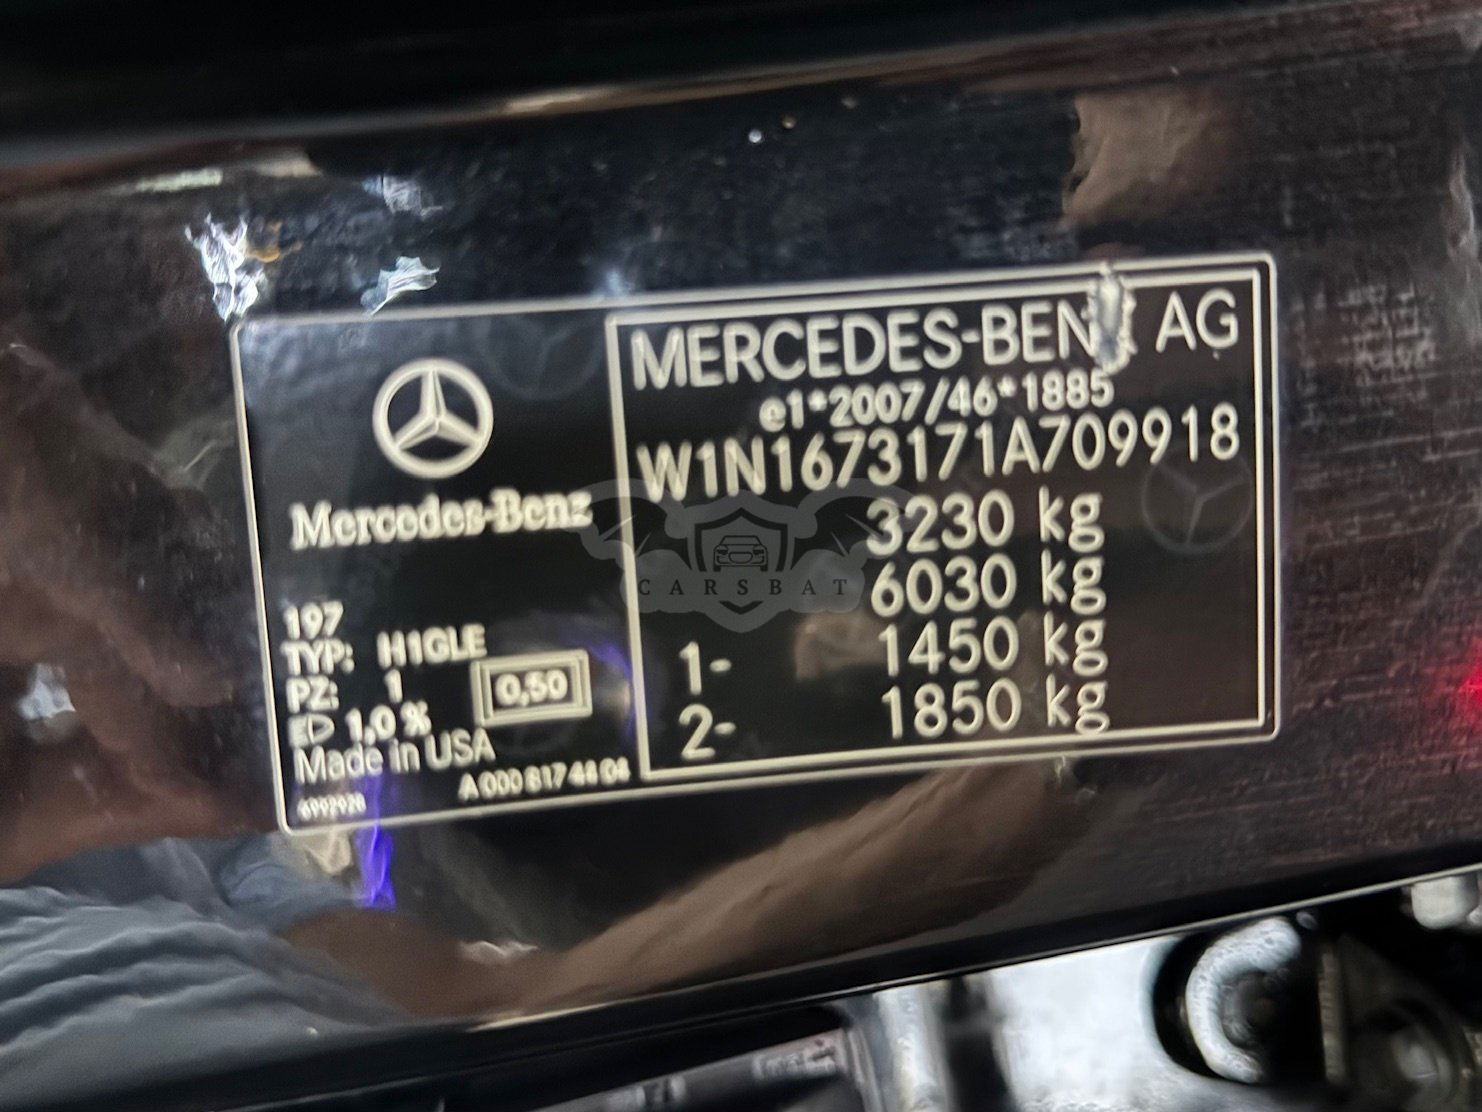 MERCEDES-BENZ AG
e1*2007/46*1885
W1N1673171A709918
3230 kg
6030 kg
1- 1450 kg
2- 1850 kg
Mercedes-Benz
197
TYP: H1GLE
PZ: 1
0,50
1,0 %
Made in USA
A 000 817 44 04
CARSBAT